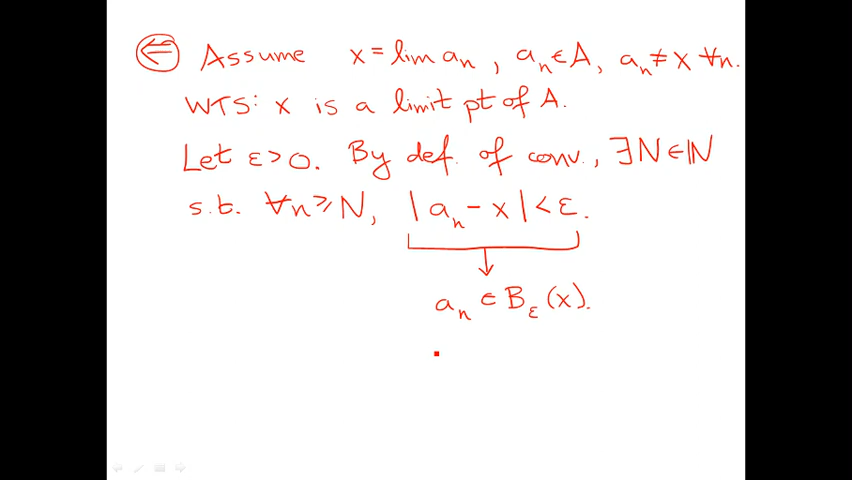 (⇐) Assume x = lim aₙ , aₙ ∈ A, aₙ ≠ x ∀n.
WTS: x is a limit pt of A.
Let ε > 0. By def. of conv., ∃ N ∈ ℕ
s.t. ∀n ≥ N, | aₙ - x | < ε.
aₙ ∈ B_ε (x).